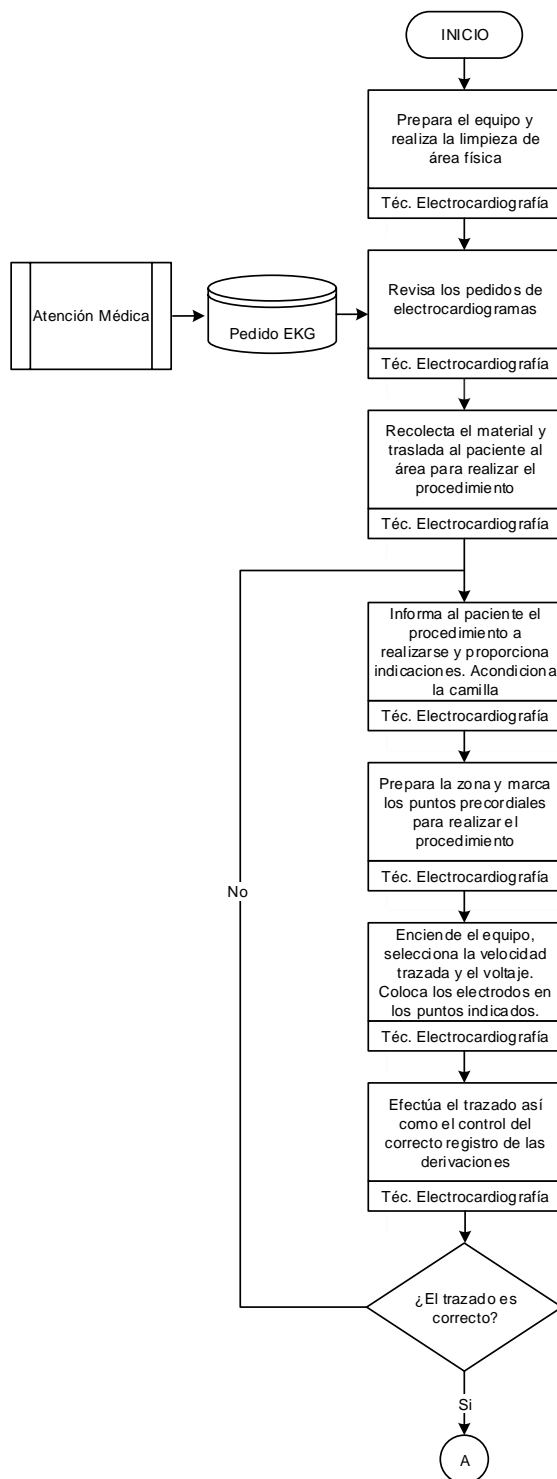 INICIO
Prepara el equipo y
realiza la limpieza de
área física
Téc. Electrocardiografía
Atención Médica
Pedido EKG
Revisa los pedidos de
electrocardiogramas
Téc. Electrocardiografía
Recolecta el material y
traslada al paciente al
área para realizar el
procedimiento
Téc. Electrocardiografía
Informa al paciente el
procedimiento a
realizarse y proporciona
indicaciones. Acondiciona
la camilla
Téc. Electrocardiografía
Prepara la zona y marca
los puntos precordiales
para realizar el
procedimiento
Téc. Electrocardiografía
No
Enciende el equipo,
selecciona la velocidad
trazada y el voltaje.
Coloca los electrodos en
los puntos indicados.
Téc. Electrocardiografía
Efectúa el trazado así
como el control del
correcto registro de las
derivaciones
Téc. Electrocardiografía
¿El trazado es
correcto?
Si
A